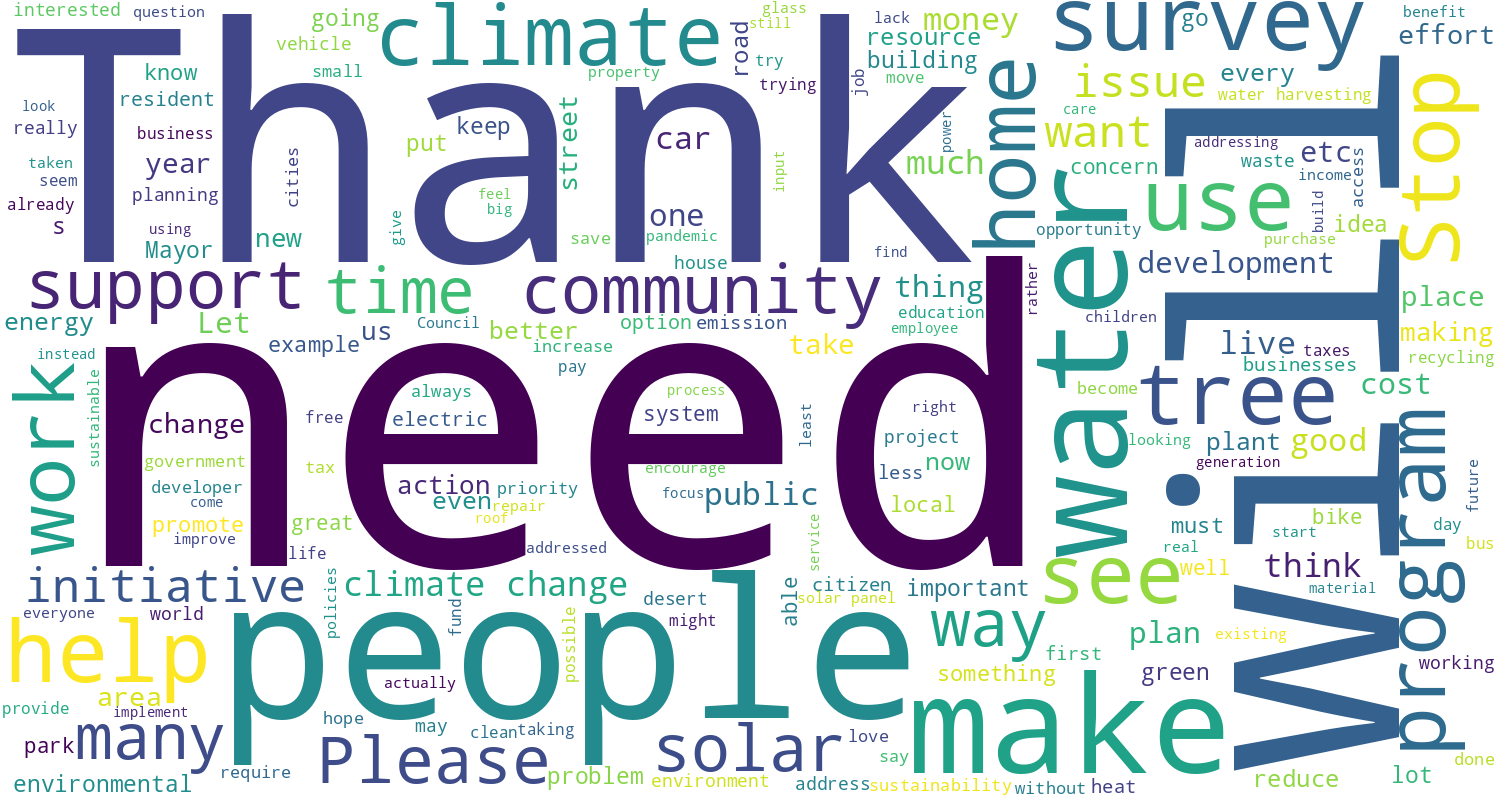 interested
question
going
climate
glass
still
lack
money
survey
go
benefit
effort
Thank
vehicle
know
resident
small
property
road
try
trying
resource
building
job
move
home
issue
every
water harvesting
stop
look
really
business
year
planning
cities
put
keep
street
car
input
much
power
care
want
concern
addressing
waste
etc
income
access
taken
seem
already
s
using
Mayor
new
give
feel
big
save
one
pandemic
house
find
use
opportunity
build
idea
purchase
support
time
community
thing
education
employee
rather
water
children
development
will
place
energy
Let
example
us
Council
better
increase
option
emission
pay
take
live
taxes
businesses
making
recycling
instead
work
sustainable
need
change
government
developer
come
promote
improve
free
tax
great
life
always
electric
action
even
priority
repair
roof
addressed
process
system
encourage
focus
public
least
service
right
project
less
now
local
become
tree
cost
looking
plant
good
generation
program
must
real
start
bike
future
day
bus
initiative
everyone
world
policies
climate change
fund
possible
desert
might
able
citizen
solar panel
important
see
well
think
material
help
area
provide
implement
people
actually
way
first
something
plan
green
existing
working
park
many
require
environmental
hope
may
clean
taking
Please
problem
solar
environment
love
say
address
sustainability
make
without
heat
reduce
lot
done